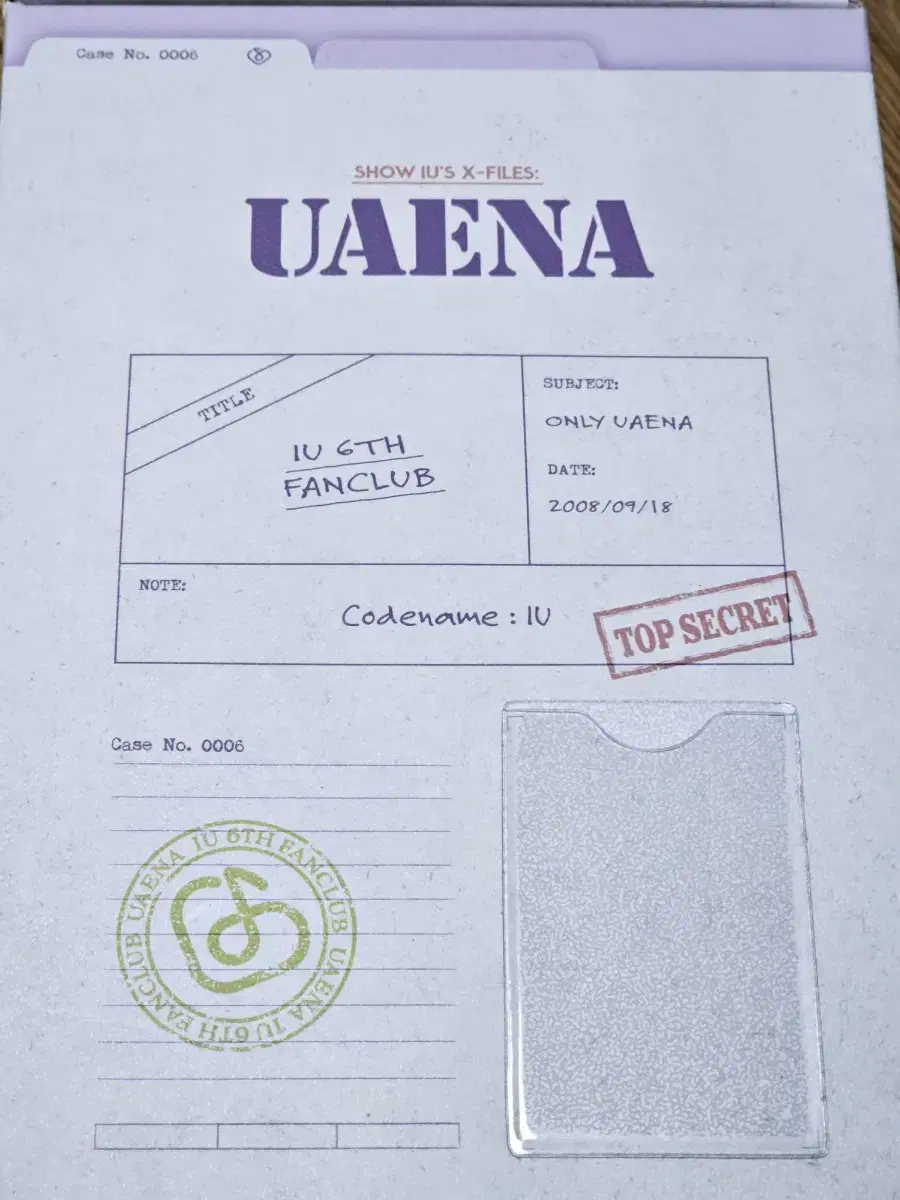 Case No. 0006
SHOW IU'S X-FILES:
UAENA
TITLE
IU 6TH
FANCLUB
SUBJECT:
ONLY UAENA
DATE:
2008/09/18
NOTE:
Codename : IU
TOP SECRET
Case No. 0006
UAENA IU 6TH FANCLUB UAENA IU 6TH FANCLUB